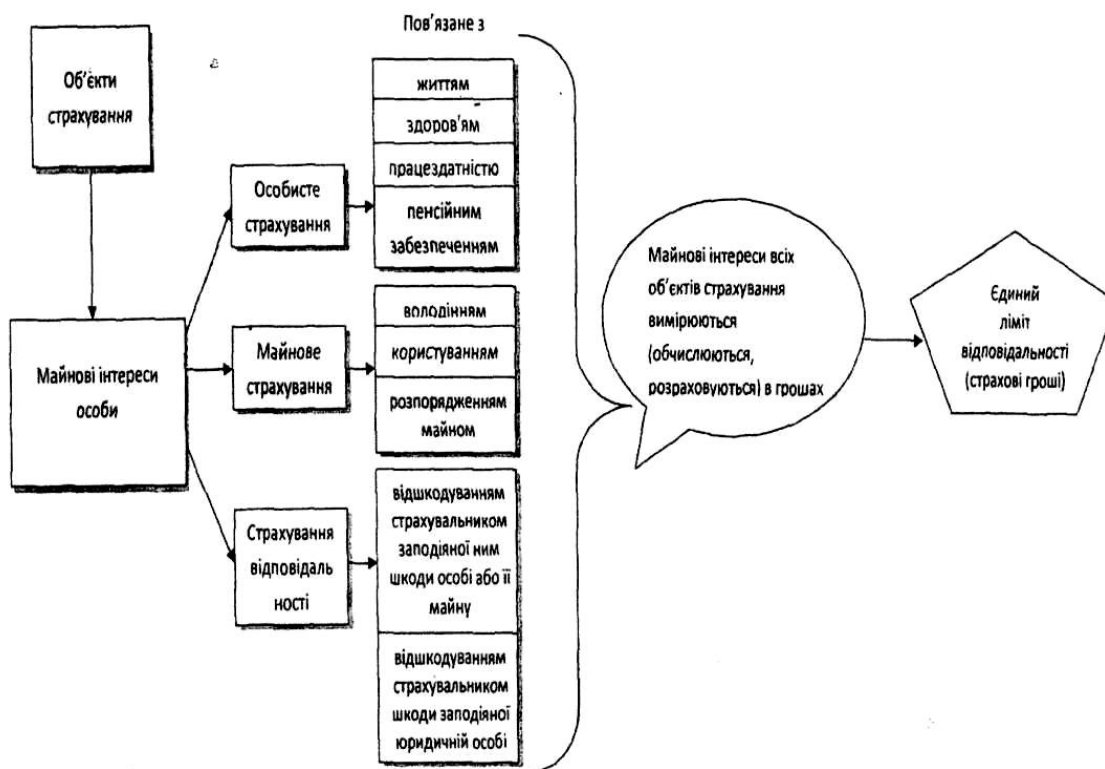 Пов'язане з
Об'єкти
страхування
Майнові інтереси
особи
Особисте
страхування
життям
здоров'ям
працездатністю
пенсійним
забезпеченням
Майнове
страхування
володінням
користуванням
розпорядженням
майном
Страхування
відповідаль
ності
відшкодуванням
страхувальником
заподіяної ним
шкоди особі або її
майну
відшкодуванням
страхувальником
шкоди заподіяної
юридичній особі
Майнові інтереси всіх
об'єктів страхування
вимірюються
(обчислюються,
розраховуються) в грошах
Єдиний
ліміт
відповідальності
(страхові гроші)